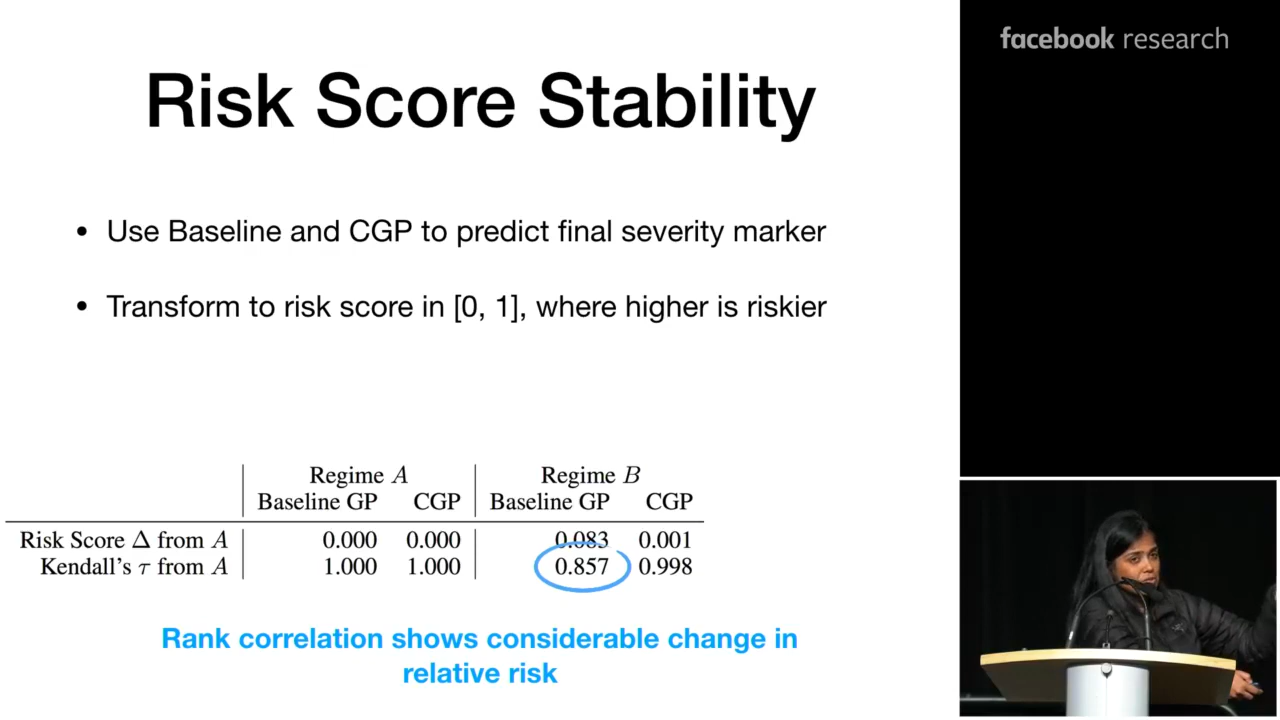 facebook research
Risk Score Stability
• Use Baseline and CGP to predict final severity marker
• Transform to risk score in [0, 1], where higher is riskier
Regime A Regime B
Baseline GP CGP Baseline GP CGP
Risk Score Δ from A 0.000 0.000 0.083 0.001
Kendall's τ from A 1.000 1.000 0.857 0.998
Rank correlation shows considerable change in
relative risk